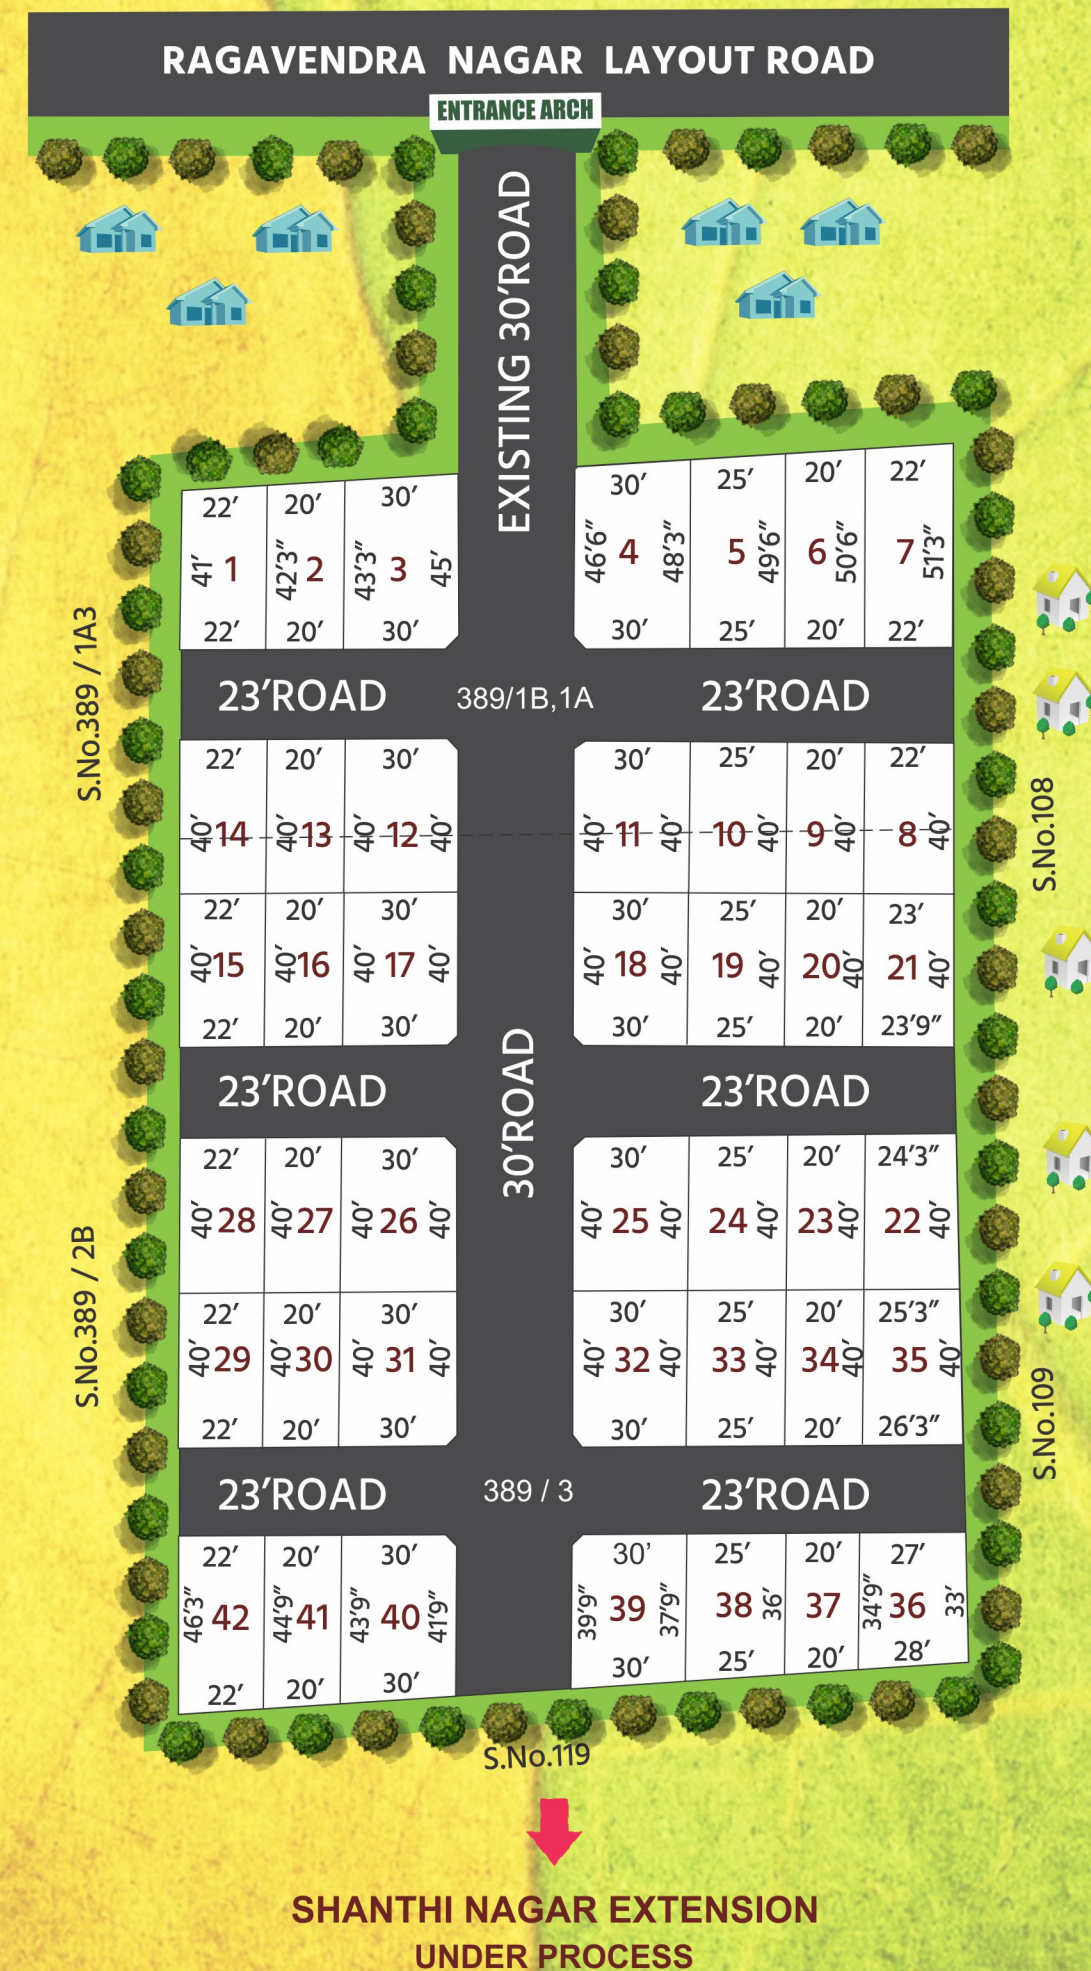 RAGAVENDRA NAGAR LAYOUT ROAD
ENTRANCE ARCH
EXISTING 30'ROAD
22' 20' 30'
41' 1 42'3" 2 43'3" 3 45'
22' 20' 30'
30' 25' 20' 22'
46'6" 4 48'3" 5 49'6" 6 50'6" 7 51'3"
30' 25' 20' 22'
S.No.389 / 1A3
23'ROAD 389/1B,1A 23'ROAD
22' 20' 30'
40' 14 40' 13 40' 12 40'
30' 25' 20' 22'
40' 11 40' 10 40' 9 40' 8 40'
S.No.108
22' 20' 30'
40' 15 40' 16 40' 17 40'
22' 20' 30'
30' 25' 20' 23'
40' 18 40' 19 40' 20 40' 21 40'
30' 25' 20' 23'9"
23'ROAD 23'ROAD
30'ROAD
22' 20' 30'
40' 28 40' 27 40' 26 40'
30' 25' 20' 24'3"
40' 25 40' 24 40' 23 40' 22 40'
S.No.389 / 2B
22' 20' 30'
40' 29 40' 30 40' 31 40'
22' 20' 30'
30' 25' 20' 25'3"
40' 32 40' 33 40' 34 40' 35 40'
30' 25' 20' 26'3"
S.No.109
23'ROAD 389 / 3 23'ROAD
22' 20' 30'
46'3" 42 44'9" 41 43'9" 40 41'9"
22' 20' 30'
30' 25' 20' 27'
39'9" 39 37'9" 38 36' 37 34'9" 36 33'
30' 25' 20' 28'
S.No.119
SHANTHI NAGAR EXTENSION
UNDER PROCESS